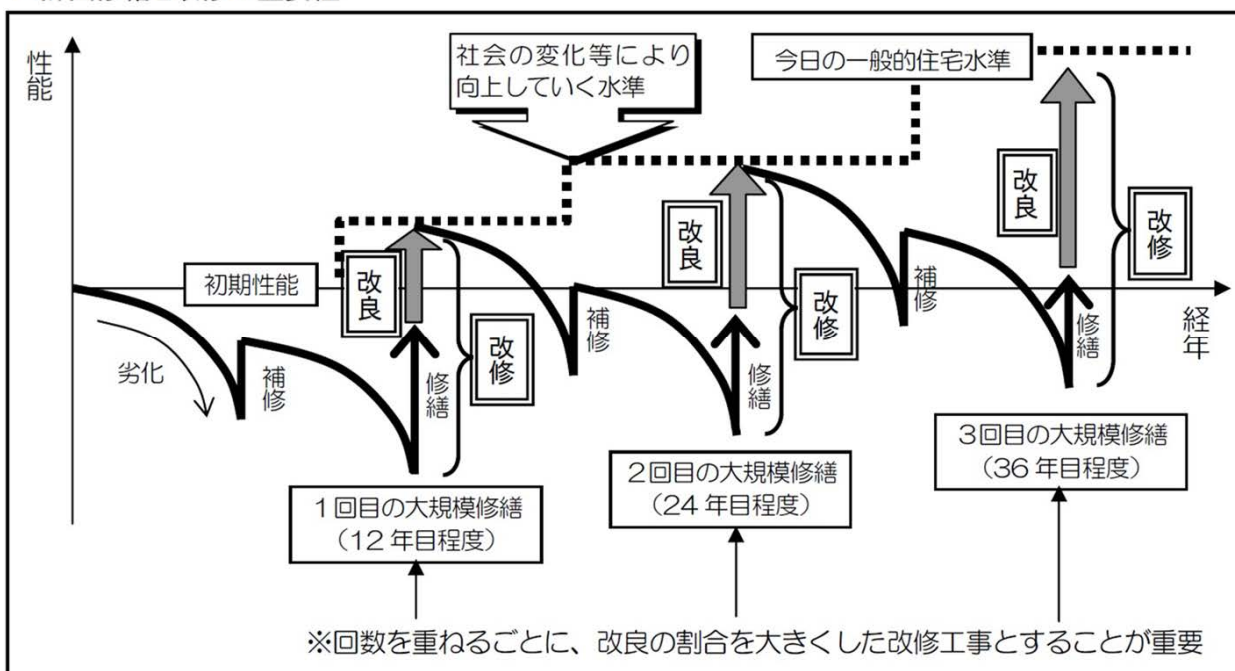 性能
社会の変化等により
向上していく水準
今日の一般的住宅水準
初期性能
劣化
補修
改良
修繕
改修
補修
改良
修繕
改修
補修
改良
修繕
改修
経年
1回目の大規模修繕
(12年目程度)
2回目の大規模修繕
(24年目程度)
3回目の大規模修繕
(36年目程度)
※回数を重ねるごとに、改良の割合を大きくした改修工事とすることが重要